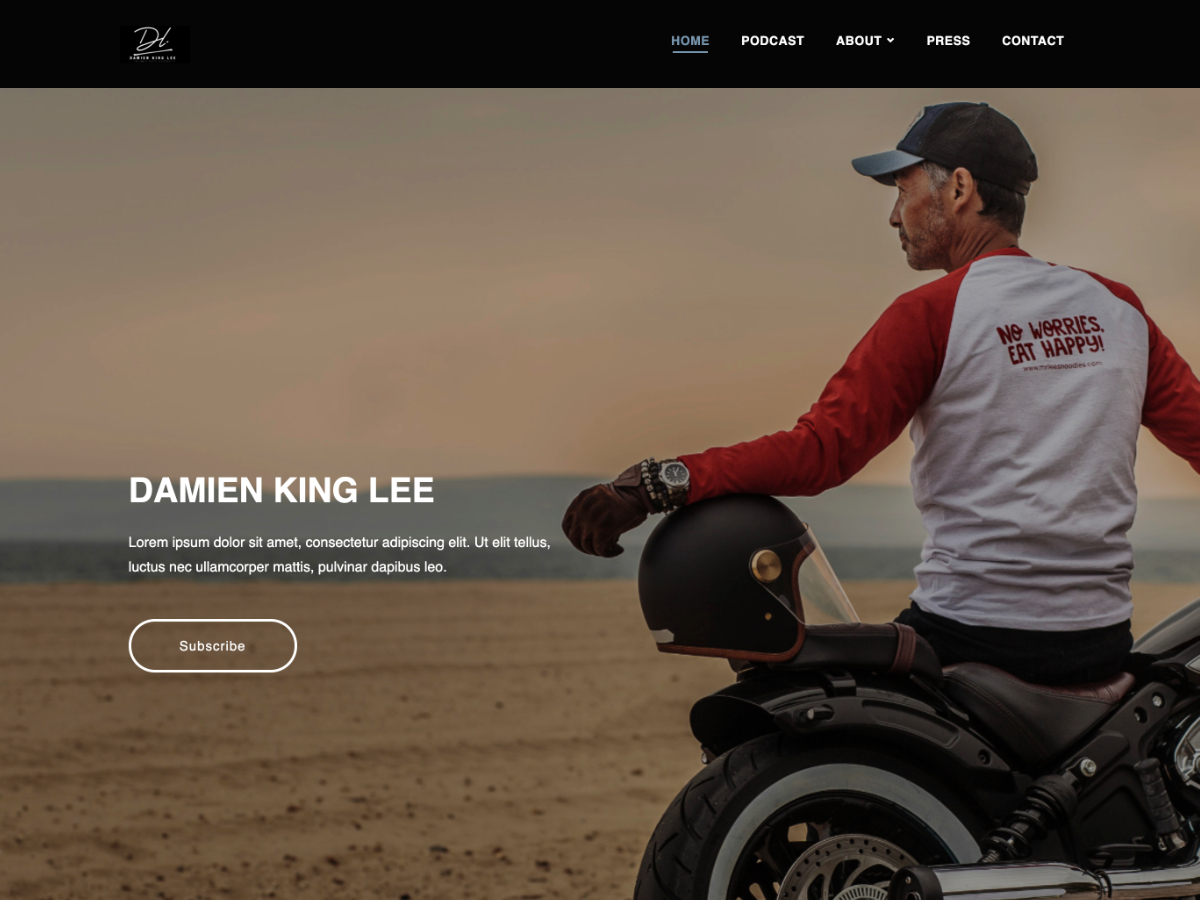 DL
DAMIEN KING LEE
HOME PODCAST ABOUT PRESS CONTACT
NO WORRIES,
EAT HAPPY!
DAMIEN KING LEE
Lorem ipsum dolor sit amet, consectetur adipiscing elit. Ut elit tellus,
luctus nec ullamcorper mattis, pulvinar dapibus leo.
Subscribe